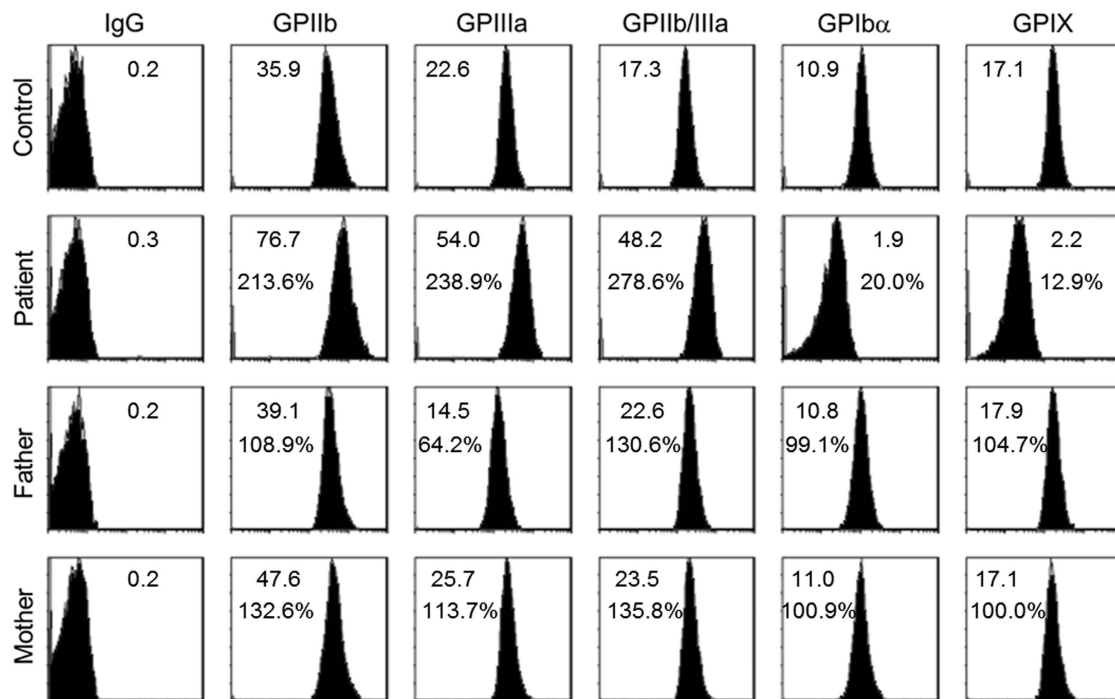 IgG GPIIb GPIIIa GPIIb/IIIa GPIbα GPIX
Control
0.2 35.9 22.6 17.3 10.9 17.1
Patient
0.3 76.7 54.0 48.2 1.9 2.2
213.6% 238.9% 278.6% 20.0% 12.9%
Father
0.2 39.1 14.5 22.6 10.8 17.9
108.9% 64.2% 130.6% 99.1% 104.7%
Mother
0.2 47.6 25.7 23.5 11.0 17.1
132.6% 113.7% 135.8% 100.9% 100.0%